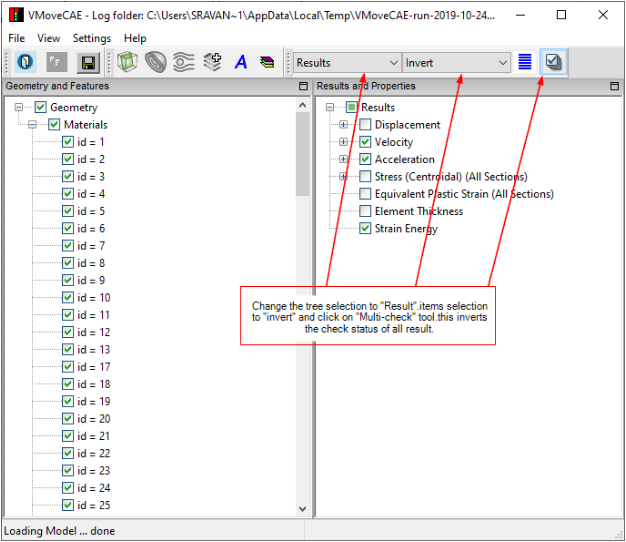 VMoveCAE - Log folder: C:\Users\SRAVAN~1\AppData\Local\Temp\VMoveCAE-run-2019-10-24...
File View Settings Help
A Results Invert
Geometry and Features
Geometry
Materials
id = 1
id = 2
id = 3
id = 4
id = 5
id = 6
id = 7
id = 8
id = 9
id = 10
id = 11
id = 12
id = 13
id = 17
id = 18
id = 19
id = 20
id = 21
id = 22
id = 23
id = 24
id = 25
Results and Properties
Results
Displacement
Velocity
Acceleration
Stress (Centroidal) (All Sections)
Equivalent Plastic Strain (All Sections)
Element Thickness
Strain Energy
Change the tree selection to "Result".items selection
to "invert" and click on "Multi-check" tool.this inverts
the check status of all result.
Loading Model ... done